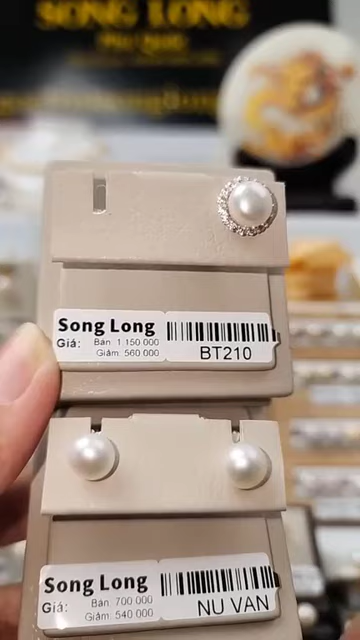 SONG LONG
Song Long
Giá: Bán: 1 150 000
Giảm: 560 000
BT210
Song Long
Giá: Bán: 700 000
Giảm: 540 000
NU VAN